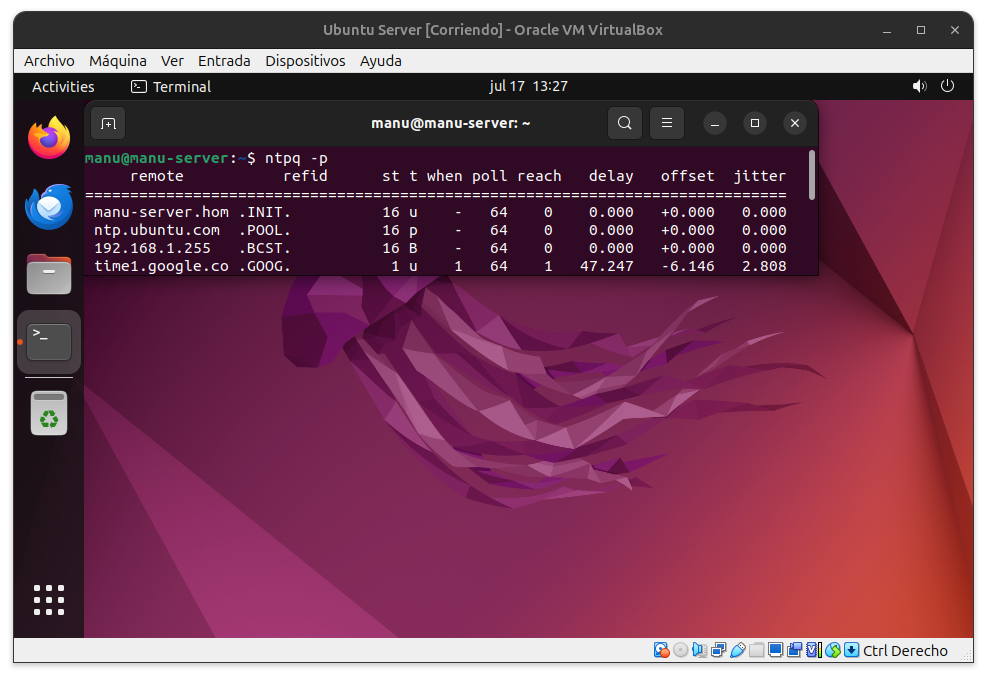 Ubuntu Server [Corriendo] - Oracle VM VirtualBox
Archivo Máquina Ver Entrada Dispositivos Ayuda
Activities Terminal jul 17 13:27
manu@manu-server: ~
manu@manu-server:~$ ntpq -p
remote refid st t when poll reach delay offset jitter
==============================================================================
manu-server.hom .INIT. 16 u - 64 0 0.000 +0.000 0.000
ntp.ubuntu.com .POOL. 16 p - 64 0 0.000 +0.000 0.000
192.168.1.255 .BCST. 16 B - 64 0 0.000 +0.000 0.000
time1.google.co .GOOG. 1 u 1 64 1 47.247 -6.146 2.808
Ctrl Derecho